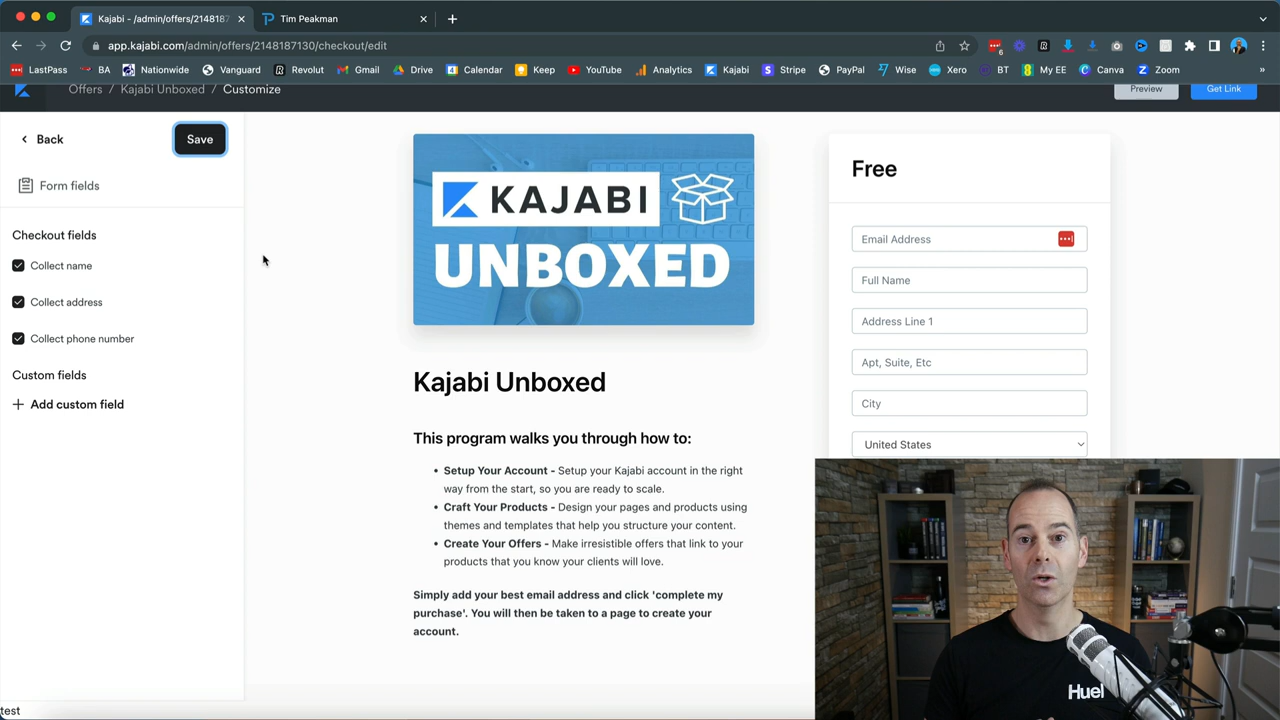 Kajabi - /admin/offers/2148187
Tim Peakman
app.kajabi.com/admin/offers/2148187130/checkout/edit
6
LastPass
BA
Nationwide
Vanguard
Revolut
Gmail
Drive
Calendar
Keep
YouTube
Analytics
Kajabi
Stripe
PayPal
Wise
Xero
BT
My EE
Canva
Zoom
»
Offers / Kajabi Unboxed / Customize
Preview
Get Link
Back
Save
Form fields
Checkout fields
Collect name
Collect address
Collect phone number
Custom fields
Add custom field
KAJABI
UNBOXED
Kajabi Unboxed
This program walks you through how to:
• Setup Your Account - Setup your Kajabi account in the right
way from the start, so you are ready to scale.
• Craft Your Products - Design your pages and products using
themes and templates that help you structure your content.
• Create Your Offers - Make irresistible offers that link to your
products that you know your clients will love.
Simply add your best email address and click 'complete my
purchase'. You will then be taken to a page to create your
account.
Free
Email Address
Full Name
Address Line 1
Apt, Suite, Etc
City
United States
Huel
test